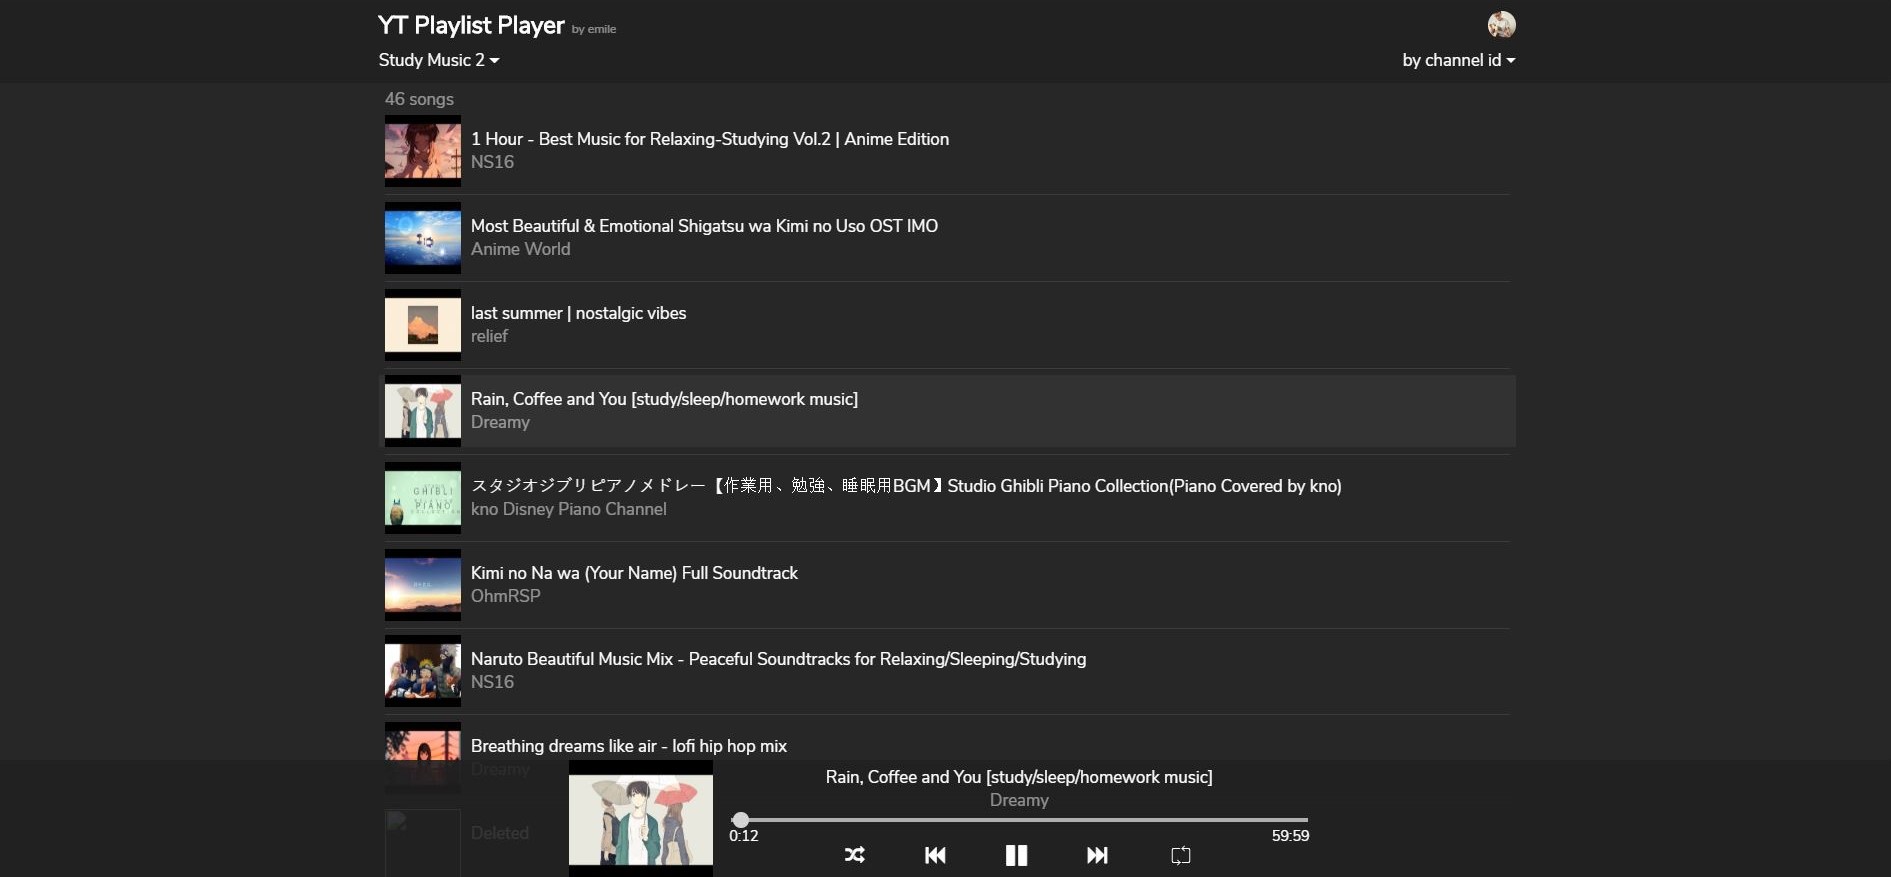 YT Playlist Player by emile
Study Music 2
by channel id
46 songs
1 Hour - Best Music for Relaxing-Studying Vol.2 | Anime Edition
NS16
Most Beautiful & Emotional Shigatsu wa Kimi no Uso OST IMO
Anime World
last summer | nostalgic vibes
relief
Rain, Coffee and You [study/sleep/homework music]
Dreamy
GHIBLI
PIANO
スタジオジブリピアノメドレー【作業用、勉強、睡眠用BGM】Studio Ghibli Piano Collection(Piano Covered by kno)
kno Disney Piano Channel
Kimi no Na wa (Your Name) Full Soundtrack
OhmRSP
Naruto Beautiful Music Mix - Peaceful Soundtracks for Relaxing/Sleeping/Studying
NS16
Breathing dreams like air - lofi hip hop mix
Dreamy
Deleted
Rain, Coffee and You [study/sleep/homework music]
Dreamy
0:12
59:59